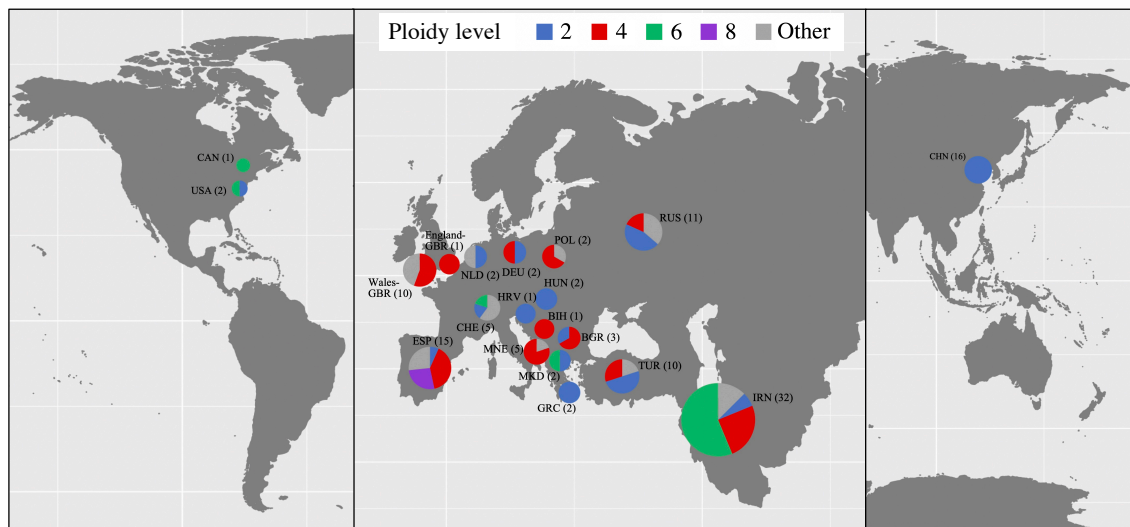 Ploidy level 2 4 6 8 Other
CAN (1)
USA (2)
CHN (16)
RUS (11)
England-
GBR (1)
POL (2)
NLD (2)
DEU (2)
Wales-
GBR (10)
HUN (2)
HRV (1)
BIH (1)
CHE (5)
BGR (3)
ESP (15)
MNE (5)
TUR (10)
MKD (2)
IRN (32)
GRC (2)